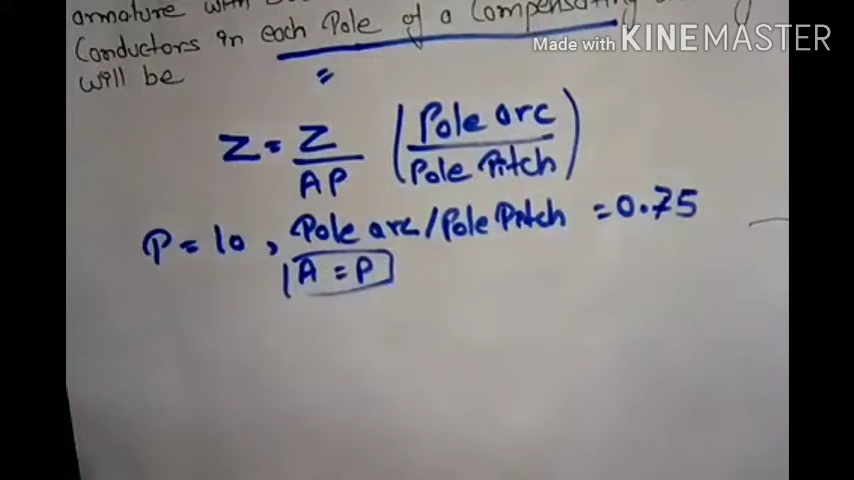 armature with
Conductors in each Pole of a Compensating
will be
Made with KINEMASTER
Z = Z / AP ( Pole arc / Pole Pitch )
P = 10 , Pole arc / Pole Pitch = 0.75
A = P